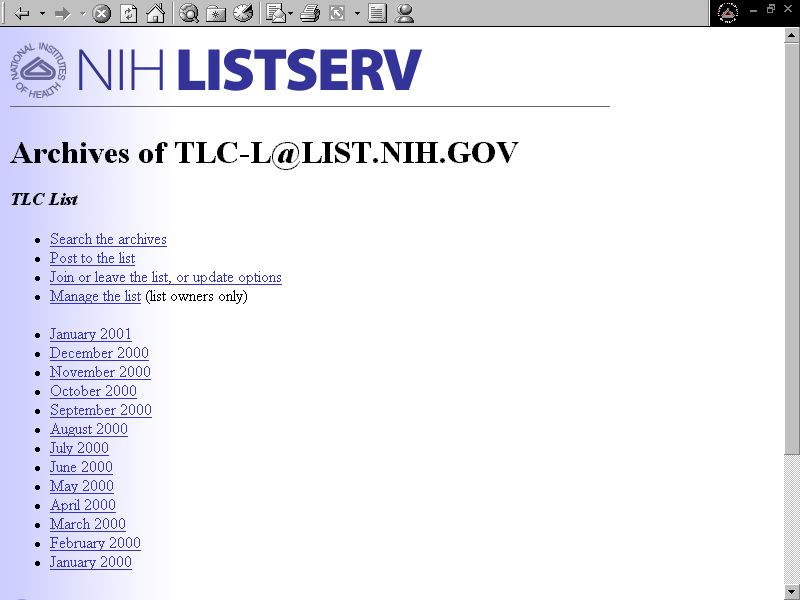 NATIONAL INSTITUTES OF HEALTH
NIH LISTSERV
Archives of TLC-L@LIST.NIH.GOV
TLC List
Search the archives
Post to the list
Join or leave the list, or update options
Manage the list (list owners only)
January 2001
December 2000
November 2000
October 2000
September 2000
August 2000
July 2000
June 2000
May 2000
April 2000
March 2000
February 2000
January 2000